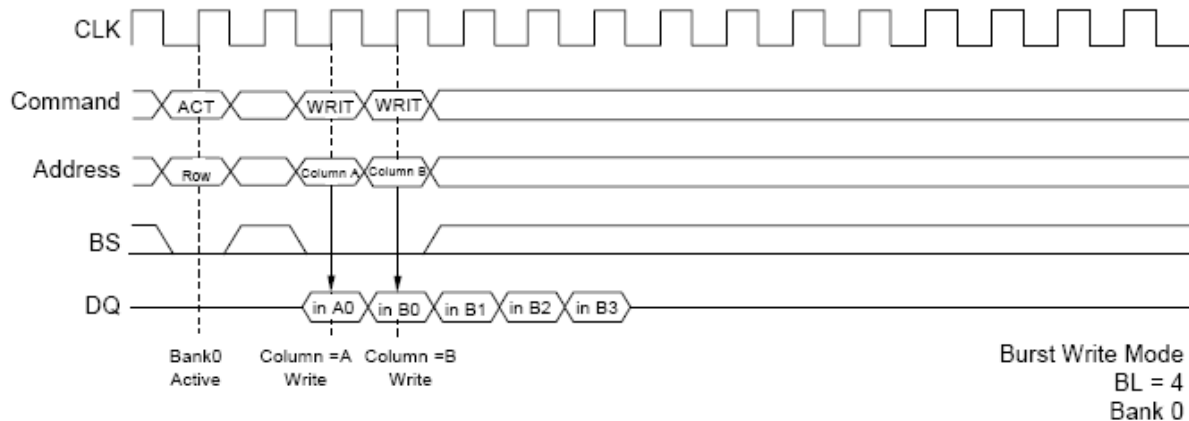 CLK
Command ACT WRIT WRIT
Address Row Column A Column B
BS
DQ in A0 in B0 in B1 in B2 in B3
Bank0 Column =A Column =B
Active Write Write
Burst Write Mode
BL = 4
Bank 0